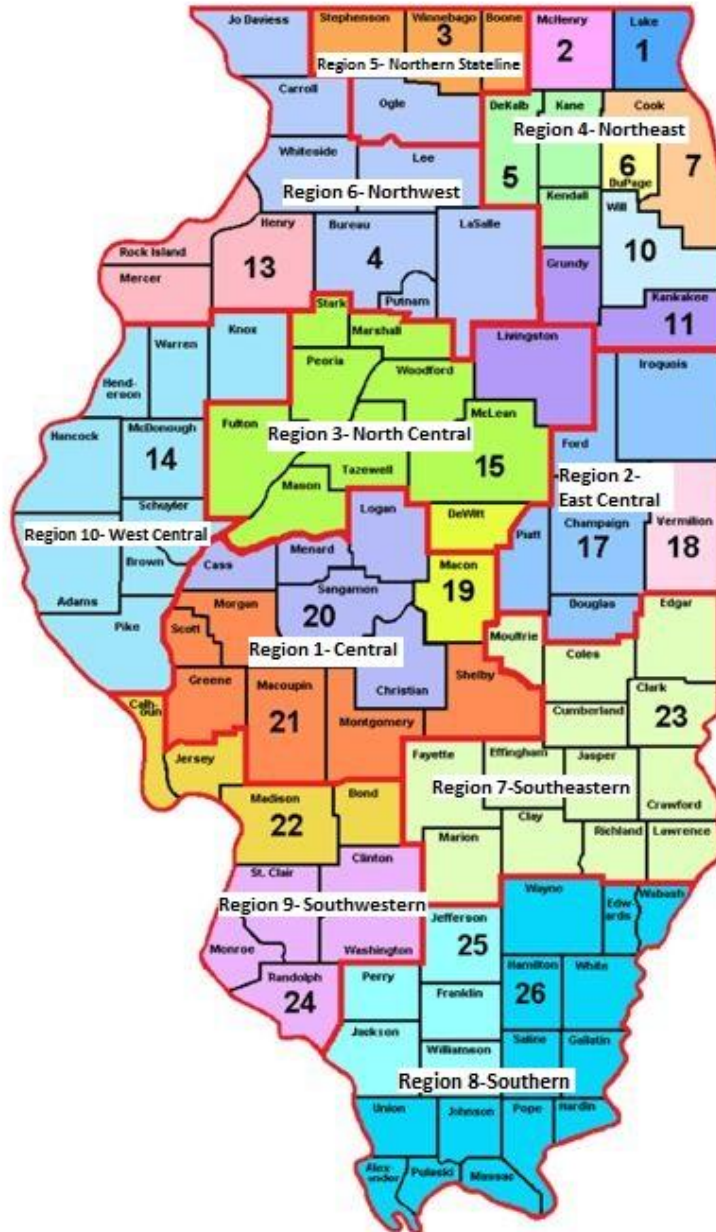 Jo Daviess
Stephenson
Winnebago
Boone
McHenry
Lake
3
2
1
Region 5- Northern Stateline
Carroll
Ogle
DeKalb
Kane
Cook
Region 4- Northeast
Whiteside
Lee
5
6
DuPage
7
Region 6- Northwest
Kendall
Will
Henry
Bureau
LaSalle
10
Rock Island
13
4
Grundy
Mercer
Putnam
Kankakee
11
Stark
Marshall
Knox
Warren
Livingston
Peoria
Woodford
Iroquois
Hend-
erson
McLean
Hancock
McDonough
Fulton
Region 3- North Central
Ford
14
Tazewell
15
Region 2-
East Central
Mason
Schuyler
Logan
DeWitt
Champaign
Vermilion
Region 10- West Central
Menard
Piatt
17
18
Brown
Cass
Macon
Adams
Morgan
Sangamon
19
Douglas
Edgar
Pike
20
Scott
Moultrie
Coles
Region 1- Central
Greene
Macoupin
Christian
Shelby
Clark
Calh-
oun
21
Montgomery
Cumberland
23
Jersey
Fayette
Effingham
Jasper
Region 7-Southeastern
Madison
Bond
Crawford
22
Clay
Marion
Richland
Lawrence
Clinton
St. Clair
Wayne
Edw-
ards
Wabash
Region 9- Southwestern
Jefferson
Monroe
Washington
25
Randolph
Perry
Hamilton
White
24
Franklin
26
Jackson
Saline
Gallatin
Williamson
Region 8-Southern
Union
Johnson
Pope
Hardin
Alex-
ander
Pulaski
Massac